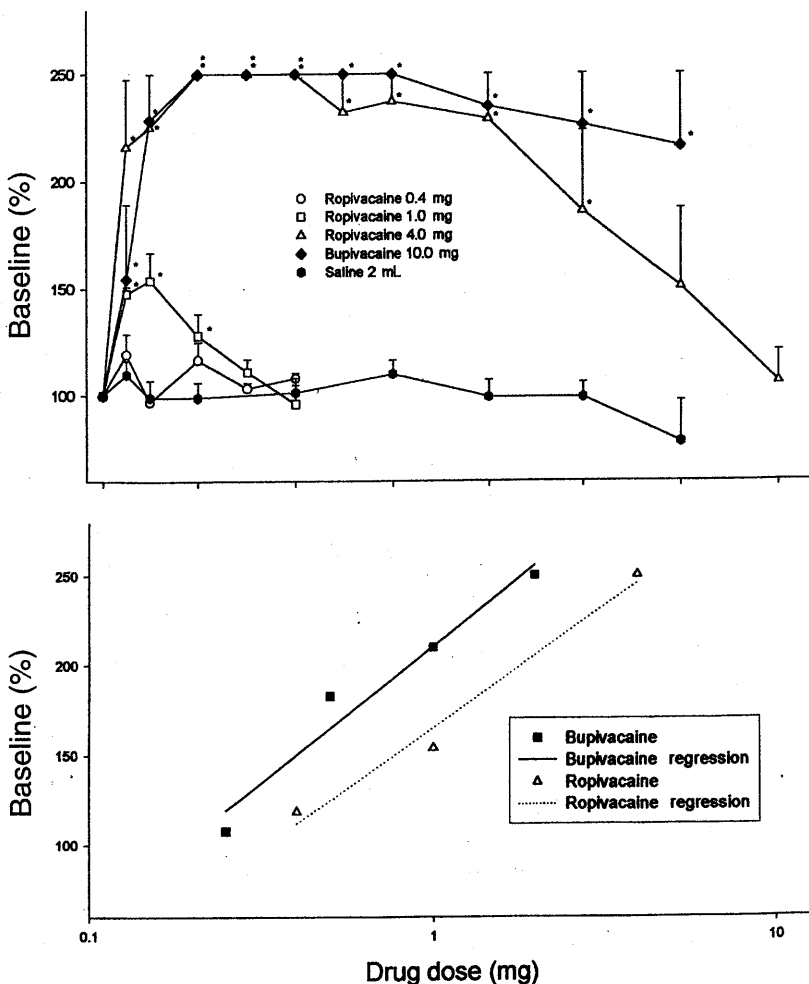 250
200
150
100
Baseline (%)
Ropivacaine 0.4 mg
Ropivacaine 1.0 mg
Ropivacaine 4.0 mg
Bupivacaine 10.0 mg
Saline 2 mL.
250
200
150
100
Baseline (%)
Bupivacaine
Bupivacaine regression
Ropivacaine
Ropivacaine regression
0.1
1
10
Drug dose (mg)